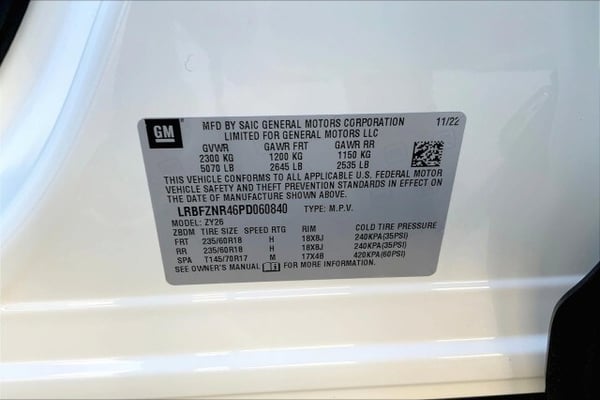 GM MFD BY SAIC GENERAL MOTORS CORPORATION 11/22
LIMITED FOR GENERAL MOTORS LLC
GVWR GAWR FRT GAWR RR
2300 KG 1200 KG 1150 KG
5070 LB 2645 LB 2535 LB
THIS VEHICLE CONFORMS TO ALL APPLICABLE U.S. FEDERAL MOTOR
VEHICLE SAFETY AND THEFT PREVENTION STANDARDS IN EFFECT ON
THE DATE OF MANUFACTURE SHOWN ABOVE.
LRBFZNR46PD060840 TYPE: M.P.V.
MODEL: ZY26
ZBDM TIRE SIZE SPEED RTG RIM COLD TIRE PRESSURE
FRT 235/60R18 H 18X8J 240KPA(35PSI)
RR 235/60R18 H 18X8J 240KPA(35PSI)
SPA T145/70R17 M 17X4B 420KPA(60PSI)
SEE OWNER'S MANUAL FOR MORE INFORMATION.